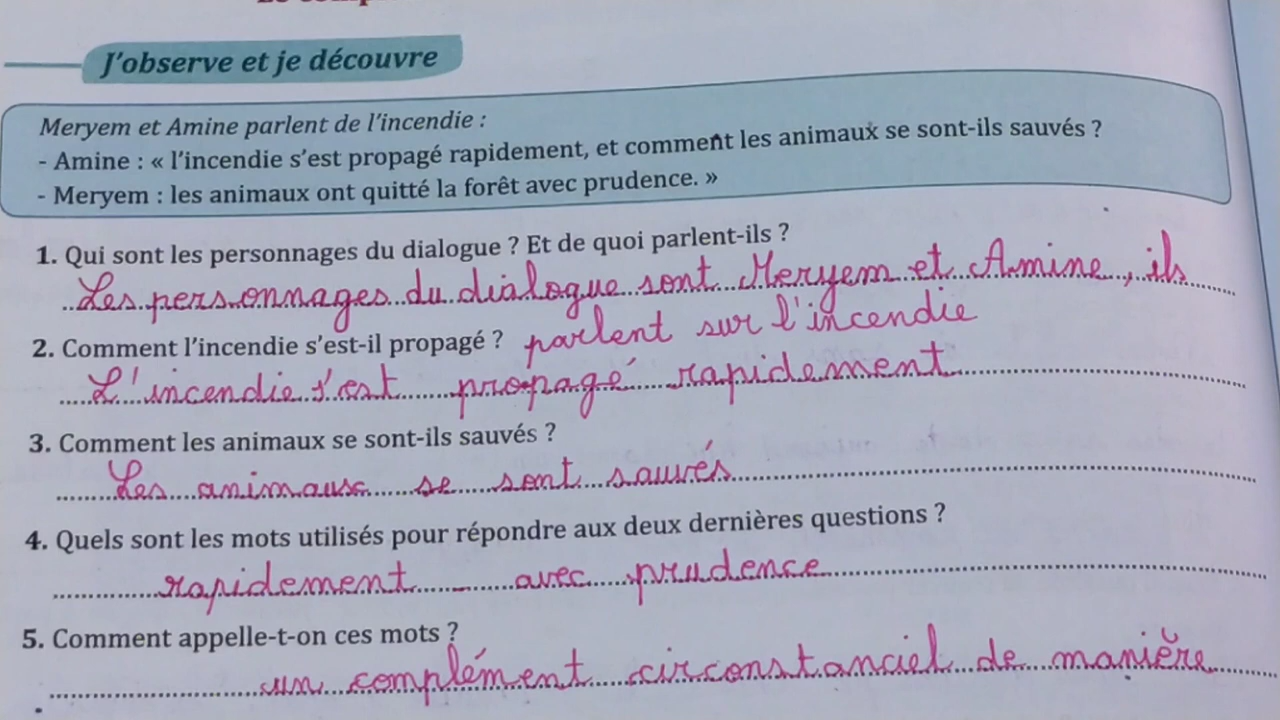 J'observe et je découvre
Meryem et Amine parlent de l'incendie :
- Amine : « l'incendie s'est propagé rapidement, et comment les animaux se sont-ils sauvés ?
- Meryem : les animaux ont quitté la forêt avec prudence. »
1. Qui sont les personnages du dialogue ? Et de quoi parlent-ils ?
Les personnages du dialogue sont Meryem et Amine, ils
parlent sur l'incendie
2. Comment l'incendie s'est-il propagé ?
L'incendie s'est propagé rapidement
3. Comment les animaux se sont-ils sauvés ?
Les animaux se sont sauvés
4. Quels sont les mots utilisés pour répondre aux deux dernières questions ?
rapidement _ avec prudence
5. Comment appelle-t-on ces mots ?
un complément circonstanciel de manière